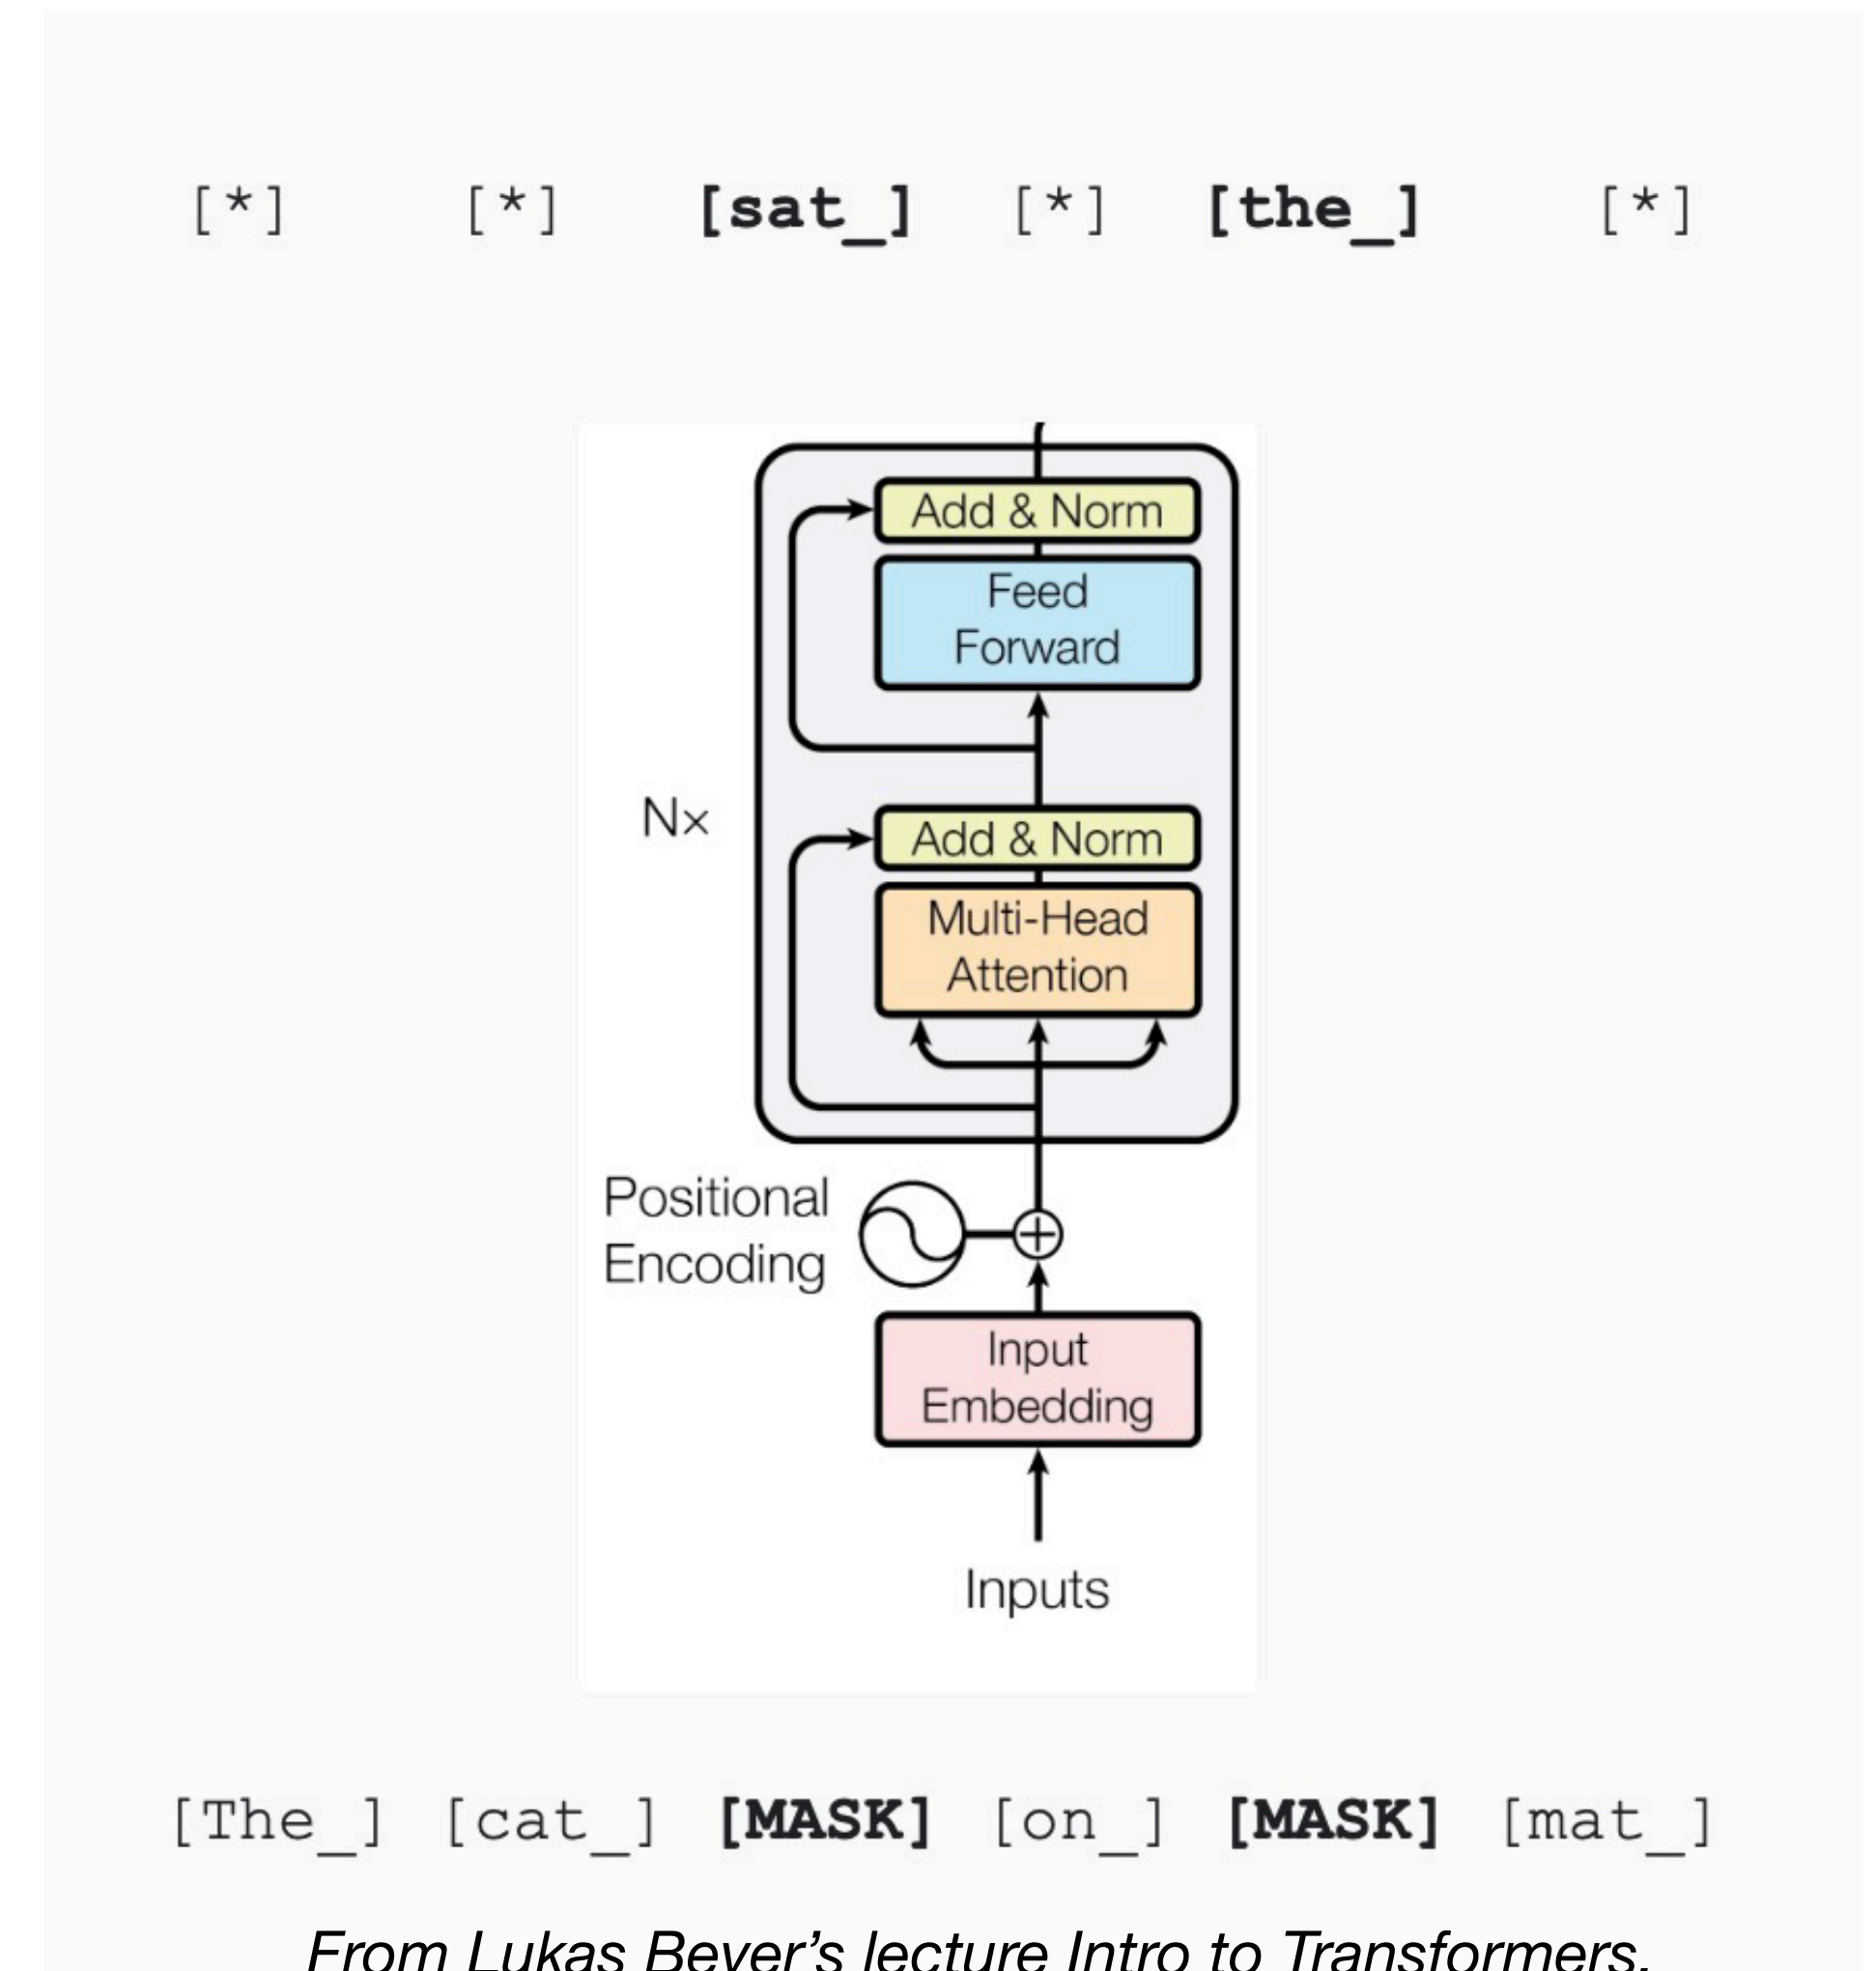 [*] [*] [sat_] [*] [the_] [*]
Add & Norm
Feed
Forward
Nx
Add & Norm
Multi-Head
Attention
Positional
Encoding
Input
Embedding
Inputs
[The_] [cat_] [MASK] [on_] [MASK] [mat_]
From Lukas Beyer’s lecture Intro to Transformers.